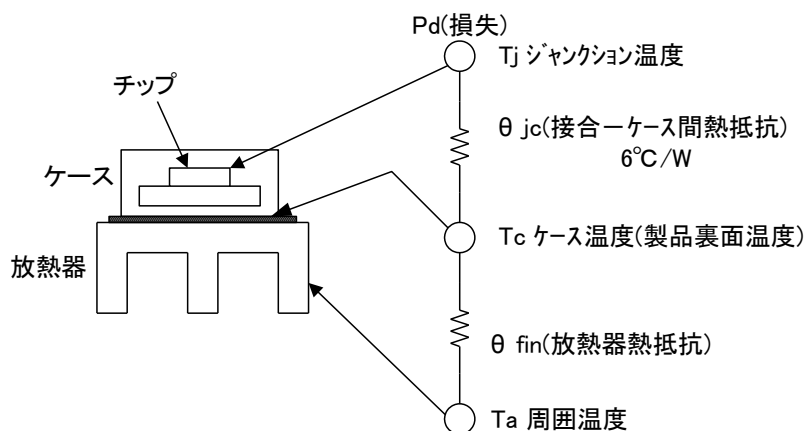 Pd(損失)
Tj ジャンクション温度
チップ
θ jc(接合ーケース間熱抵抗)
6℃/W
ケース
Tc ケース温度(製品裏面温度)
放熱器
θ fin(放熱器熱抵抗)
Ta 周囲温度